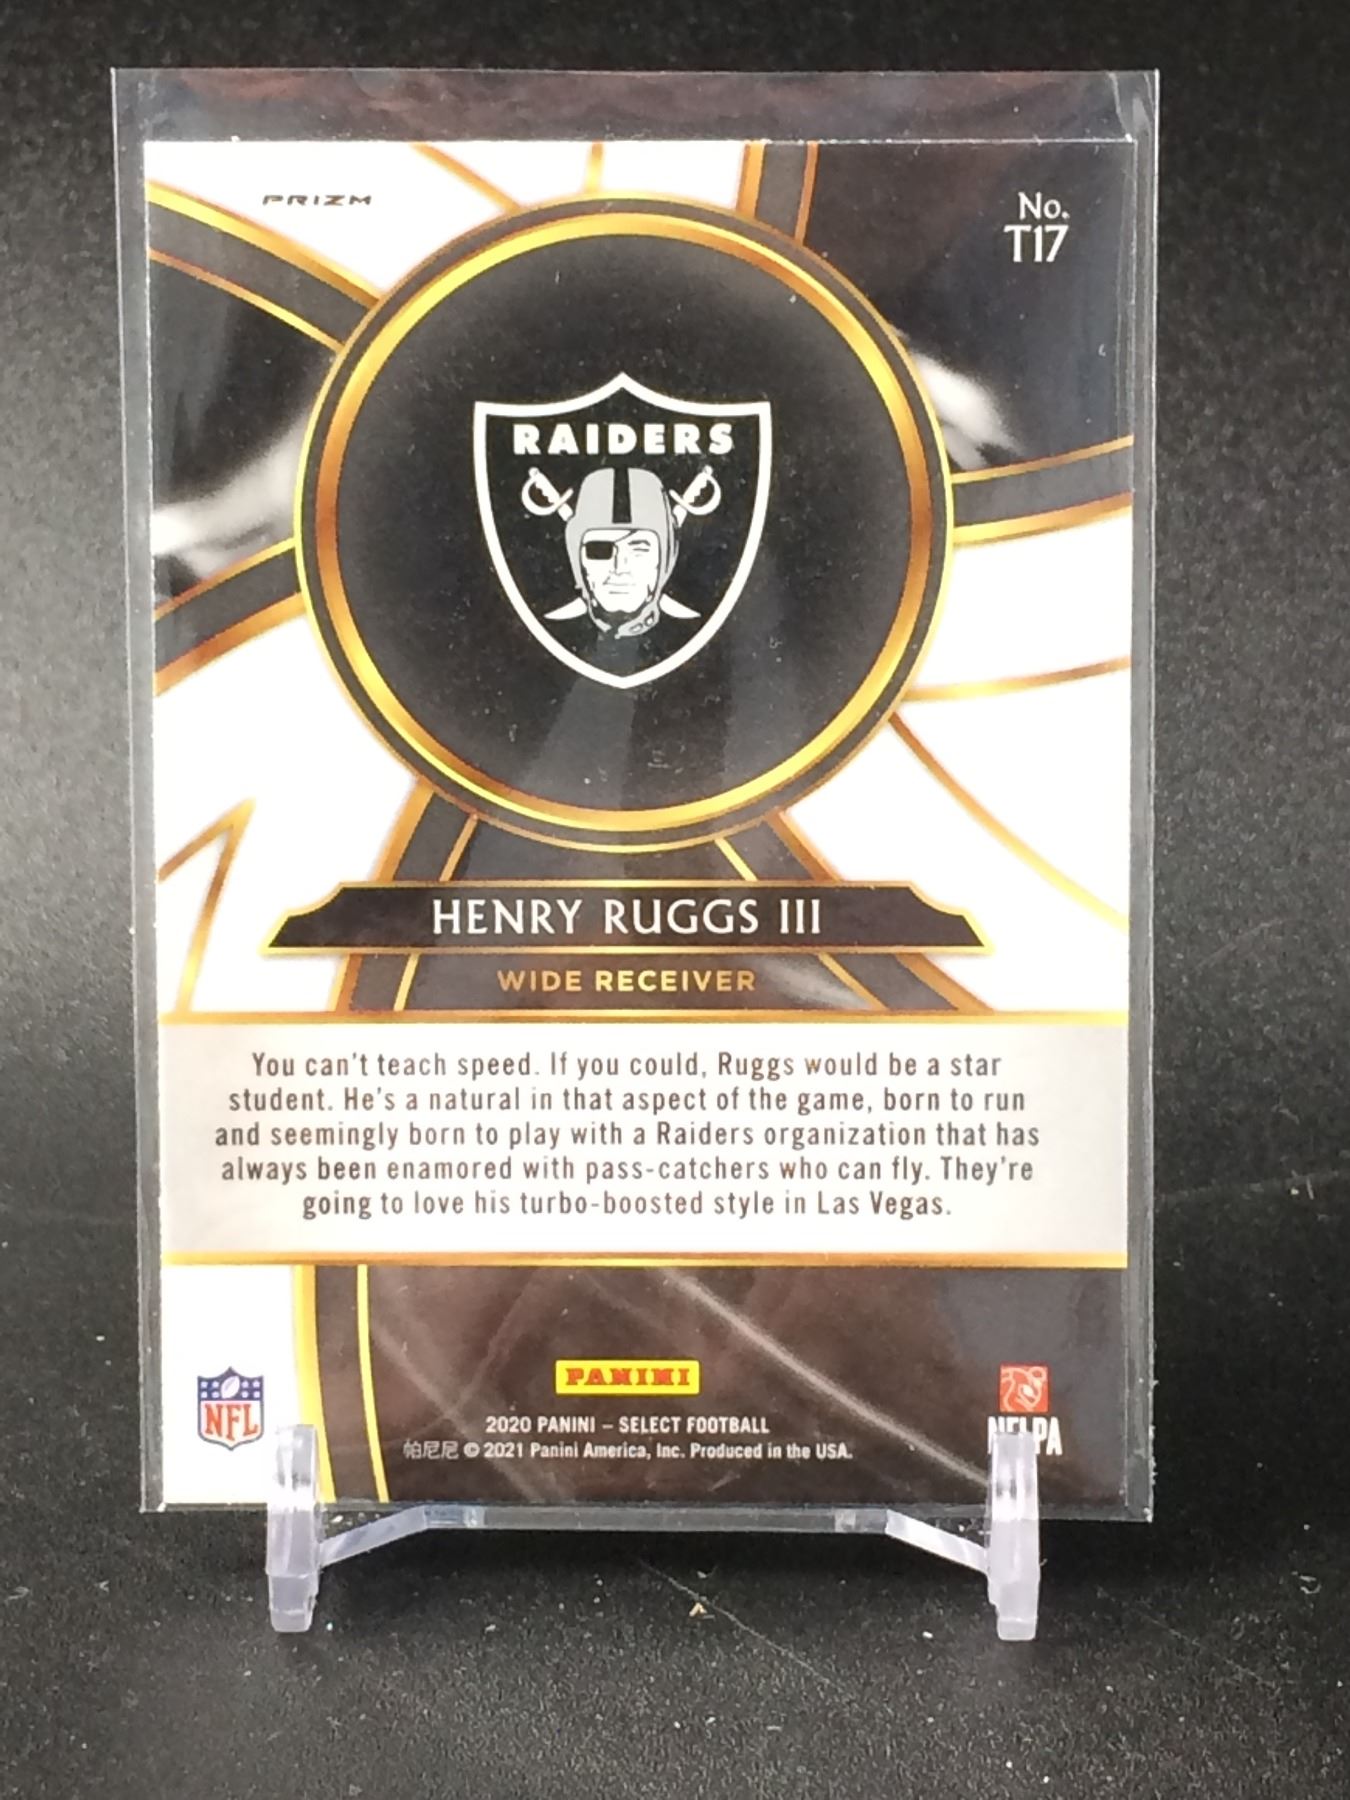 PRIZM
No.
T17
RAIDERS
HENRY RUGGS III
WIDE RECEIVER
You can't teach speed. If you could, Ruggs would be a star
student. He's a natural in that aspect of the game, born to run
and seemingly born to play with a Raiders organization that has
always been enamored with pass-catchers who can fly. They're
going to love his turbo-boosted style in Las Vegas.
PANINI
NFL
NFLPA
2020 PANINI – SELECT FOOTBALL
帕尼尼 © 2021 Panini America, Inc. Produced in the USA.